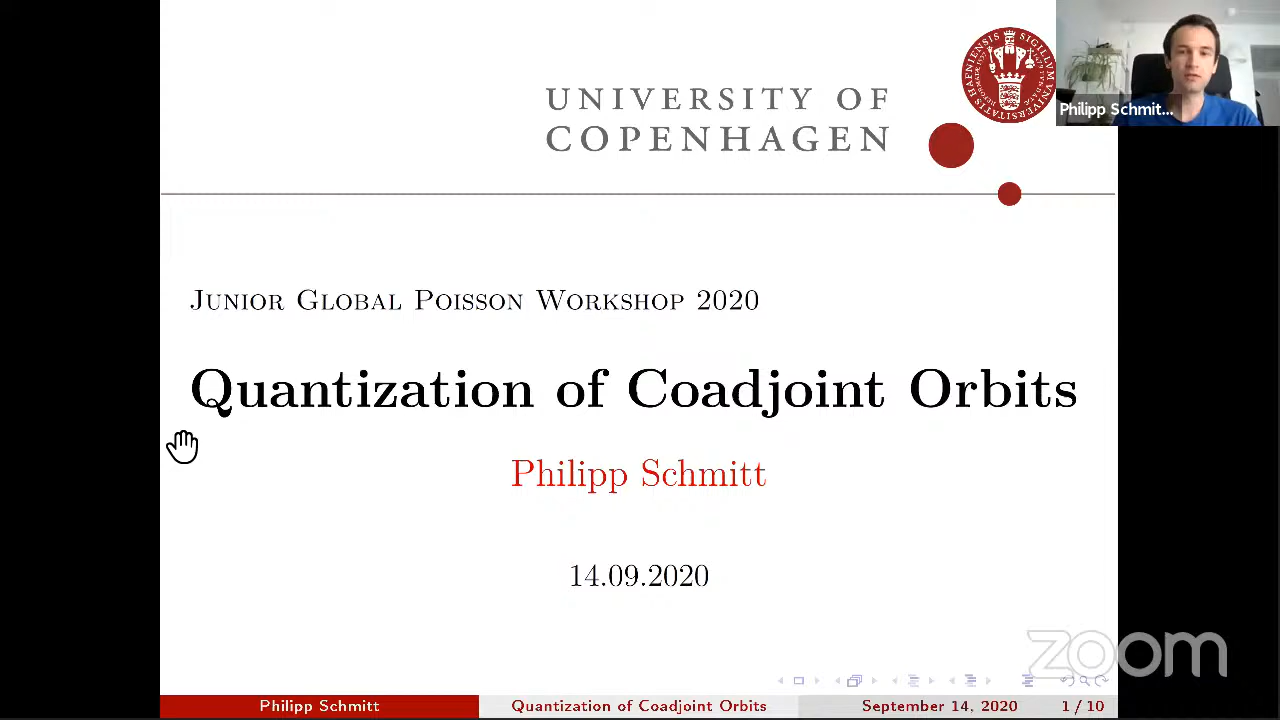 UNIVERSITY OF
COPENHAGEN
Philipp Schmit...
JUNIOR GLOBAL POISSON WORKSHOP 2020
Quantization of Coadjoint Orbits
Philipp Schmitt
14.09.2020
zoom
Philipp Schmitt Quantization of Coadjoint Orbits September 14, 2020 1 / 10